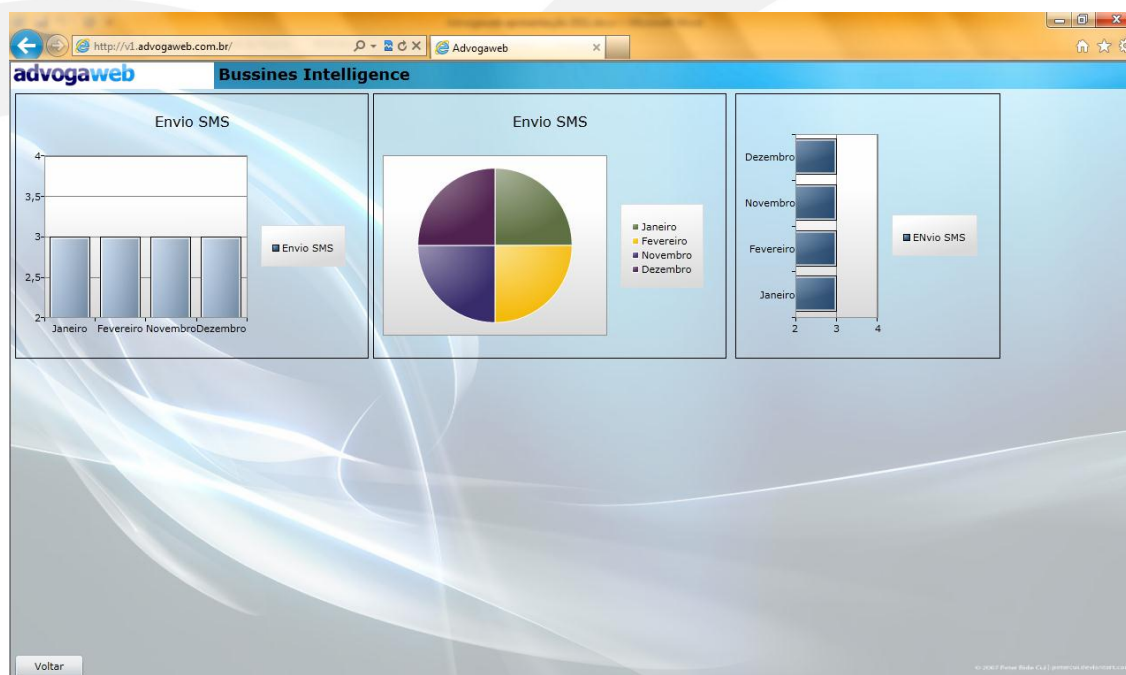 http://v1.advogaweb.com.br/
Advogaweb
advogaweb
Bussines Intelligence
Envio SMS
4
3,5
3
2,5
2
Janeiro Fevereiro Novembro Dezembro
Envio SMS
Envio SMS
Janeiro
Fevereiro
Novembro
Dezembro
Dezembro
Novembro
Fevereiro
Janeiro
2 3 4
ENvio SMS
Voltar